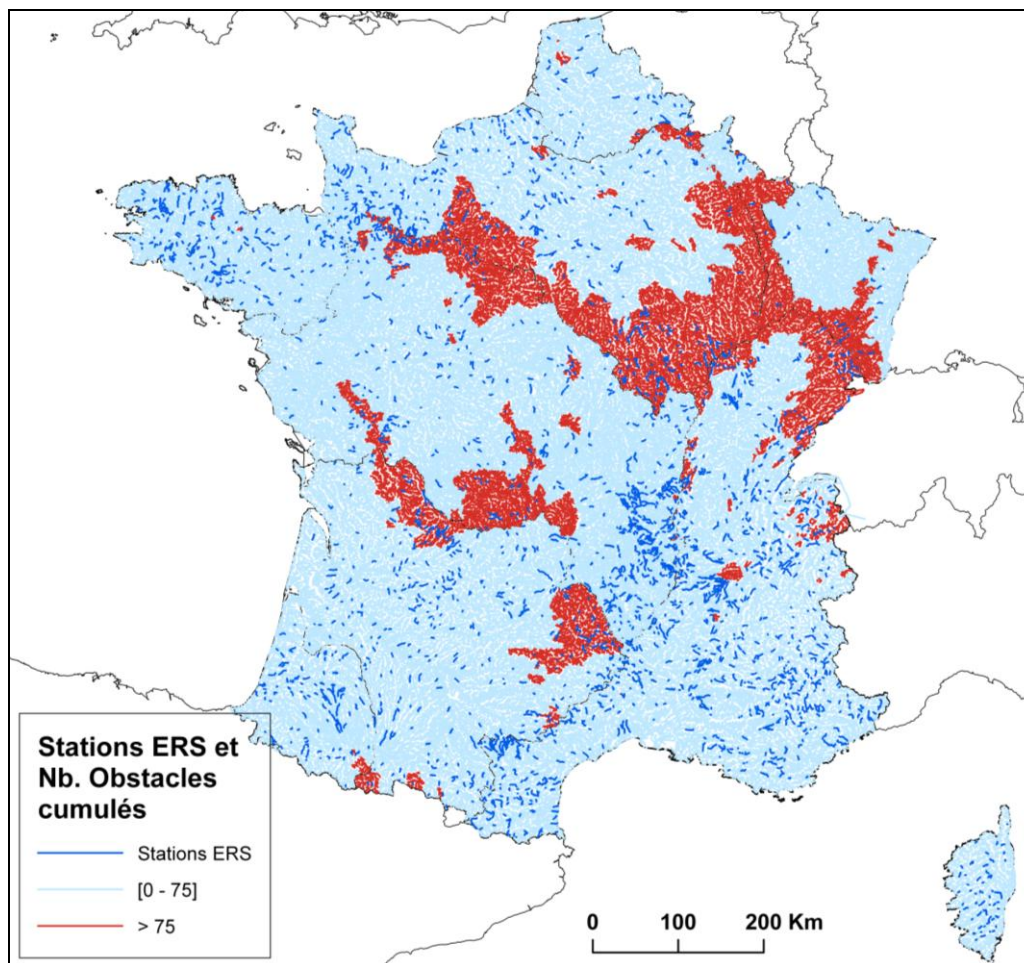 Stations ERS et
Nb. Obstacles
cumulés
Stations ERS
[0 - 75]
> 75
0 100 200 Km